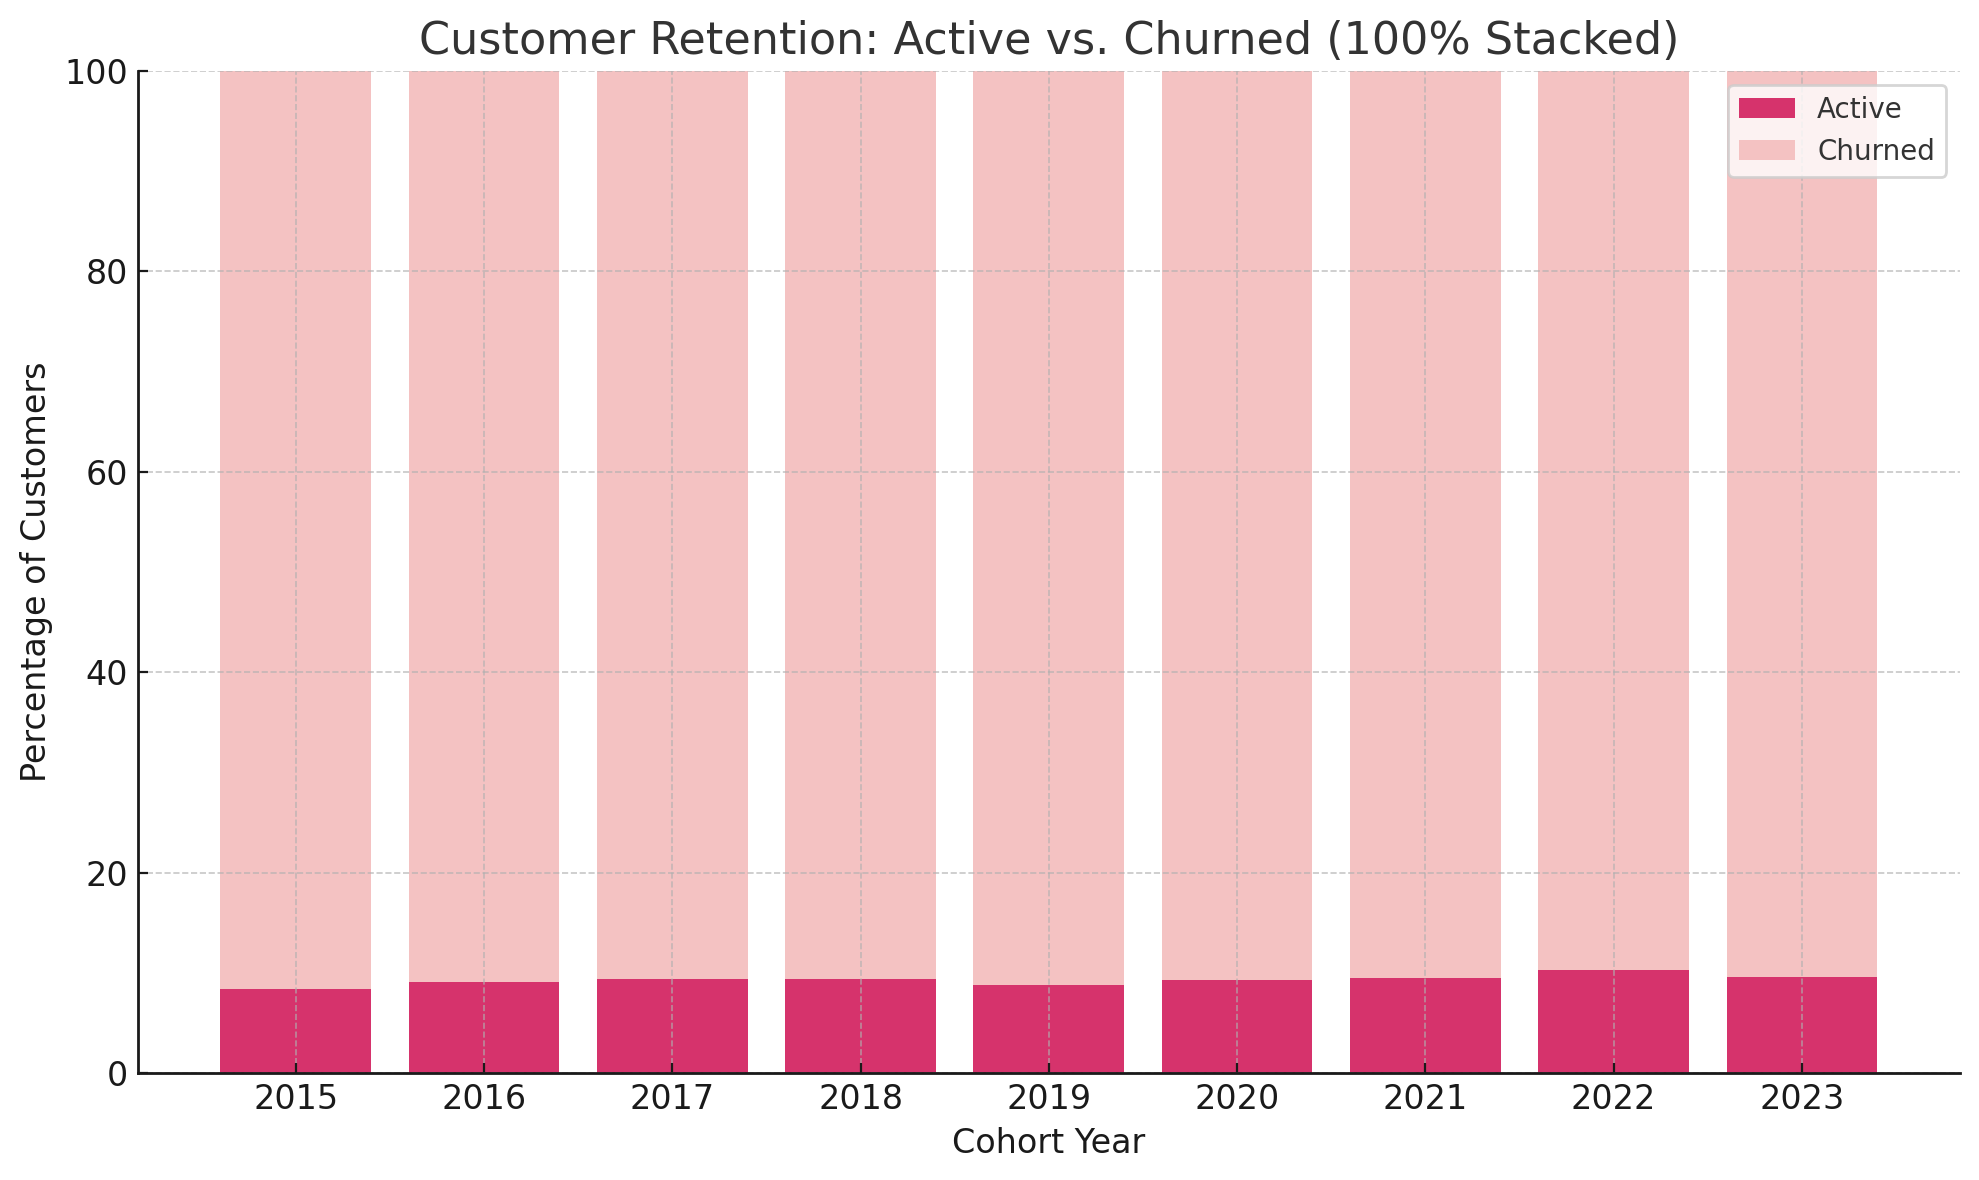 Customer Retention: Active vs. Churned (100% Stacked)
100
80
60
40
20
0
Percentage of Customers
Active
Churned
2015 2016 2017 2018 2019 2020 2021 2022 2023
Cohort Year